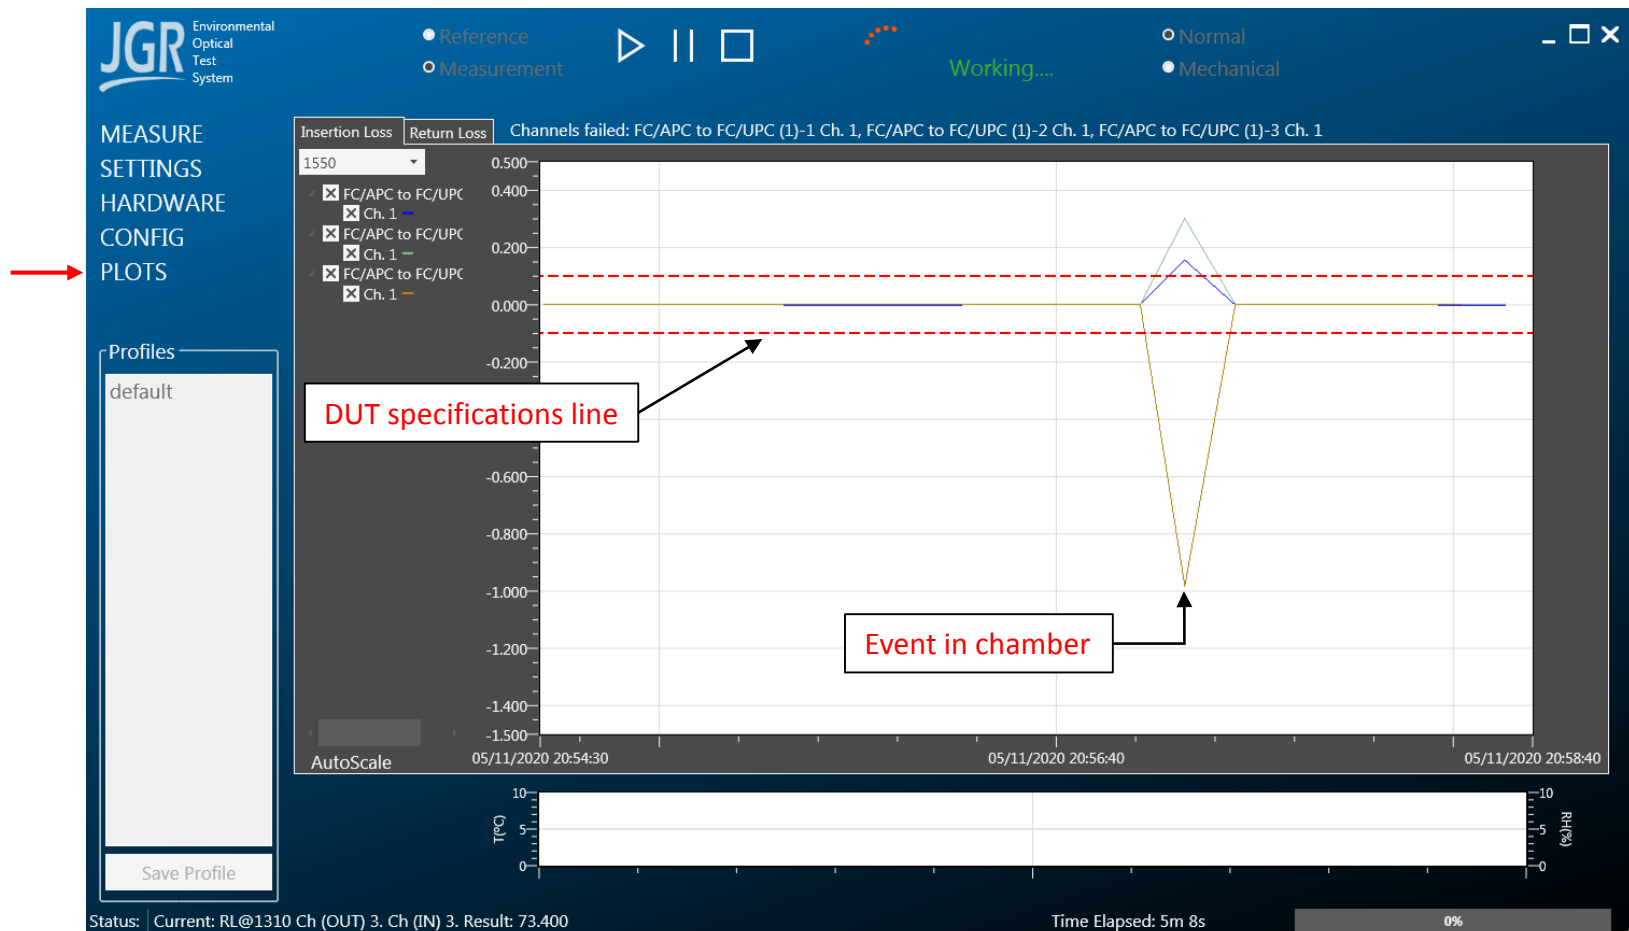 JGR Environmental
Optical
Test
System
Reference
Measurement
Working....
Normal
Mechanical
MEASURE
SETTINGS
HARDWARE
CONFIG
PLOTS
Insertion Loss Return Loss Channels failed: FC/APC to FC/UPC (1)-1 Ch. 1, FC/APC to FC/UPC (1)-2 Ch. 1, FC/APC to FC/UPC (1)-3 Ch. 1
1550
FC/APC to FC/UPC
Ch. 1
FC/APC to FC/UPC
Ch. 1
FC/APC to FC/UPC
Ch. 1
0.500
0.400
0.200
0.000
-0.200
-0.600
-0.800
-1.000
-1.200
-1.400
-1.500
DUT specifications line
Event in chamber
AutoScale
05/11/2020 20:54:30 05/11/2020 20:56:40 05/11/2020 20:58:40
Profiles
default
Save Profile
T(ºC)
10
5
0
10
5
0
RH(%)
Status: Current: RL@1310 Ch (OUT) 3. Ch (IN) 3. Result: 73.400 Time Elapsed: 5m 8s 0%